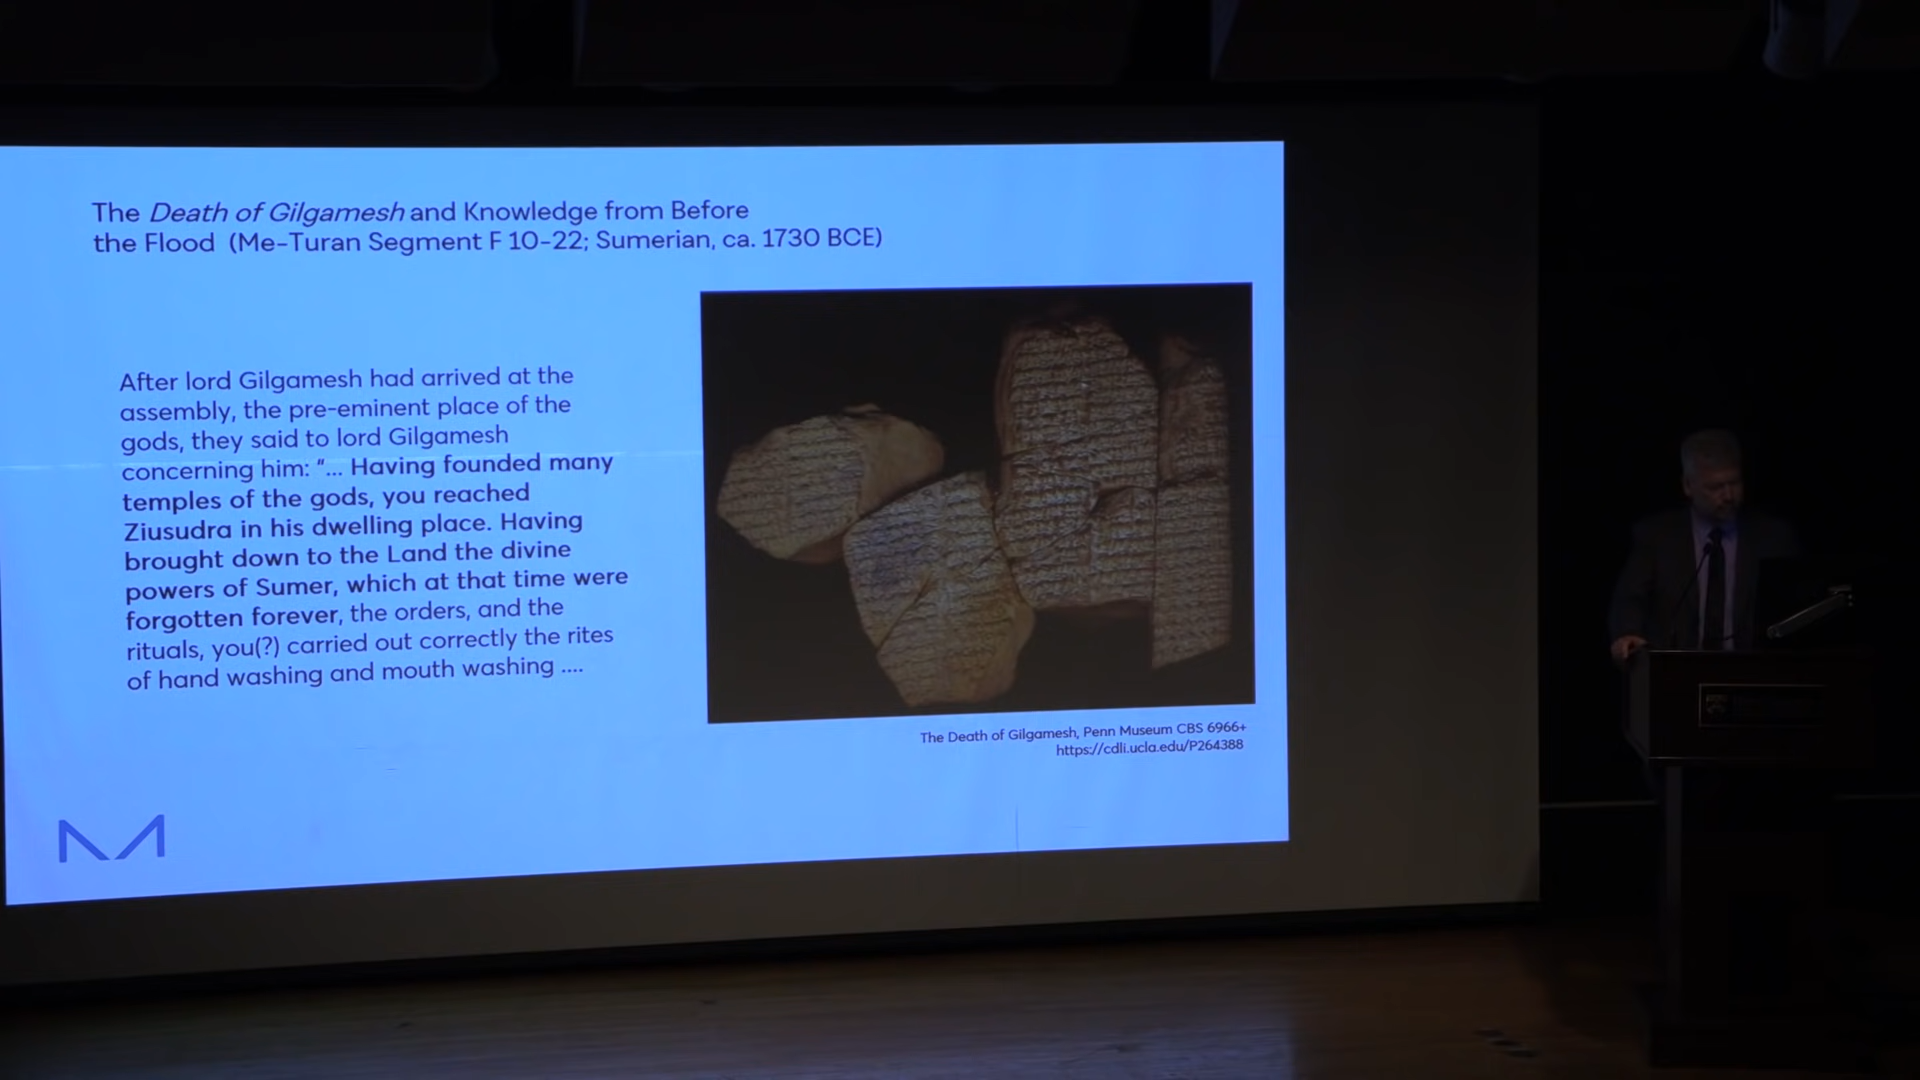 The Death of Gilgamesh and Knowledge from Before
the Flood (Me-Turan Segment F 10-22; Sumerian, ca. 1730 BCE)
After lord Gilgamesh had arrived at the
assembly, the pre-eminent place of the
gods, they said to lord Gilgamesh
concerning him: “... Having founded many
temples of the gods, you reached
Ziusudra in his dwelling place. Having
brought down to the Land the divine
powers of Sumer, which at that time were
forgotten forever, the orders, and the
rituals, you(?) carried out correctly the rites
of hand washing and mouth washing ....
The Death of Gilgamesh, Penn Museum CBS 6966+
https://cdli.ucla.edu/P264388